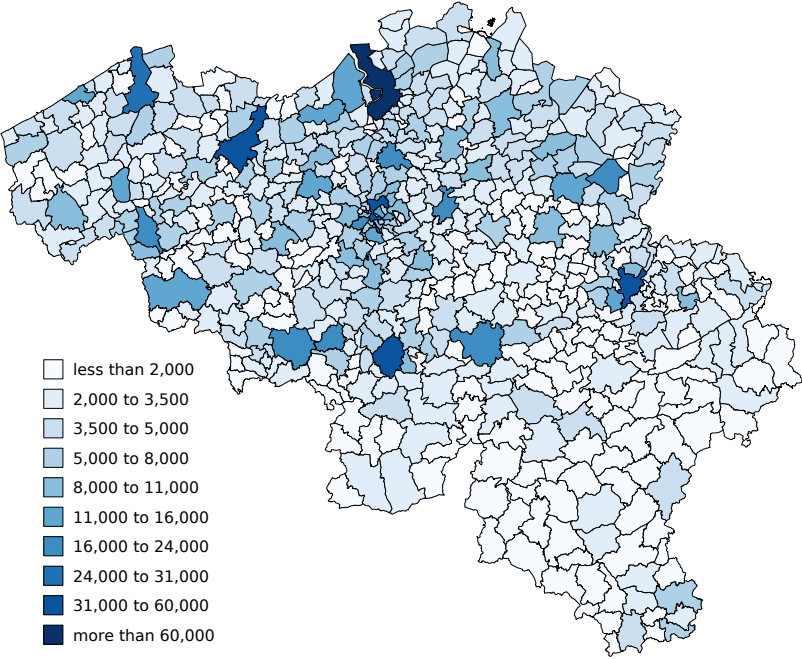 less than 2,000
2,000 to 3,500
3,500 to 5,000
5,000 to 8,000
8,000 to 11,000
11,000 to 16,000
16,000 to 24,000
24,000 to 31,000
31,000 to 60,000
more than 60,000